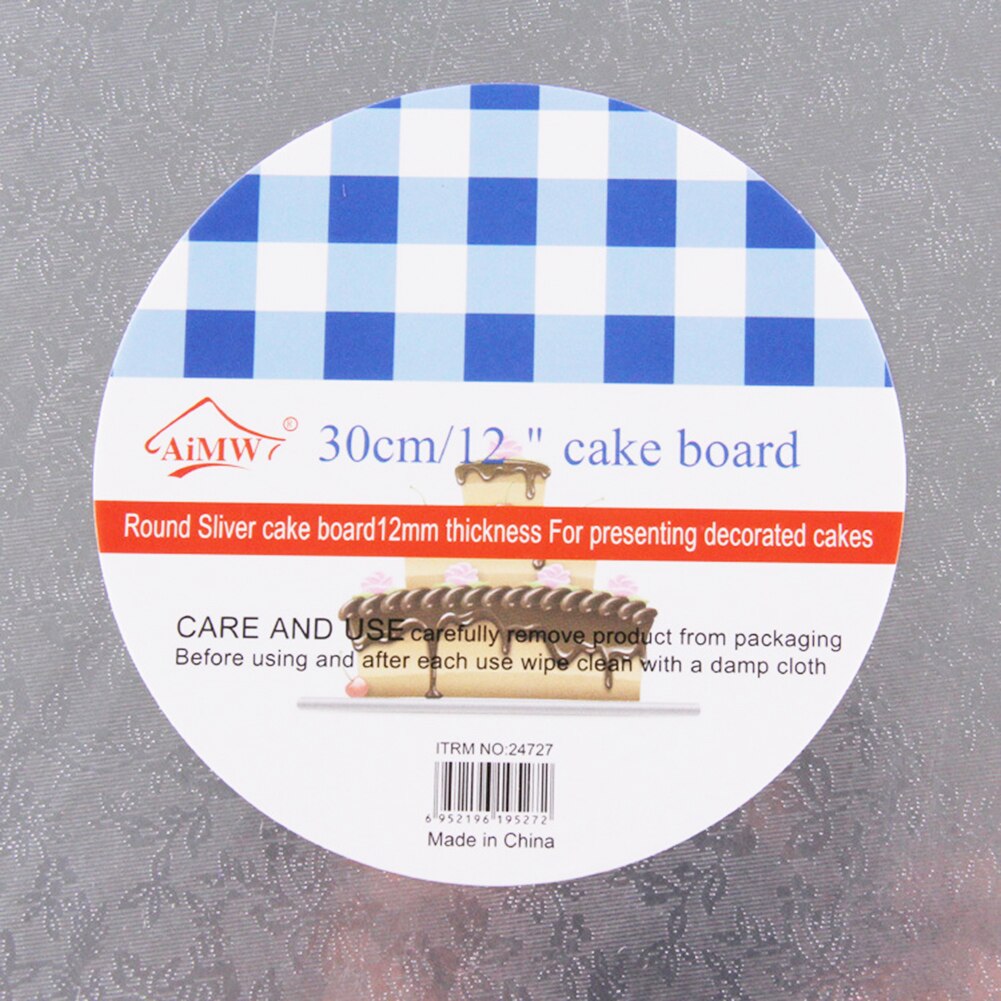 AiMW ®
30cm/12 " cake board
Round Sliver cake board12mm thickness For presenting decorated cakes
CARE AND USE carefully remove product from packaging
Before using and after each use wipe clean with a damp cloth
ITRM NO:24727
6 952196 195272
Made in China